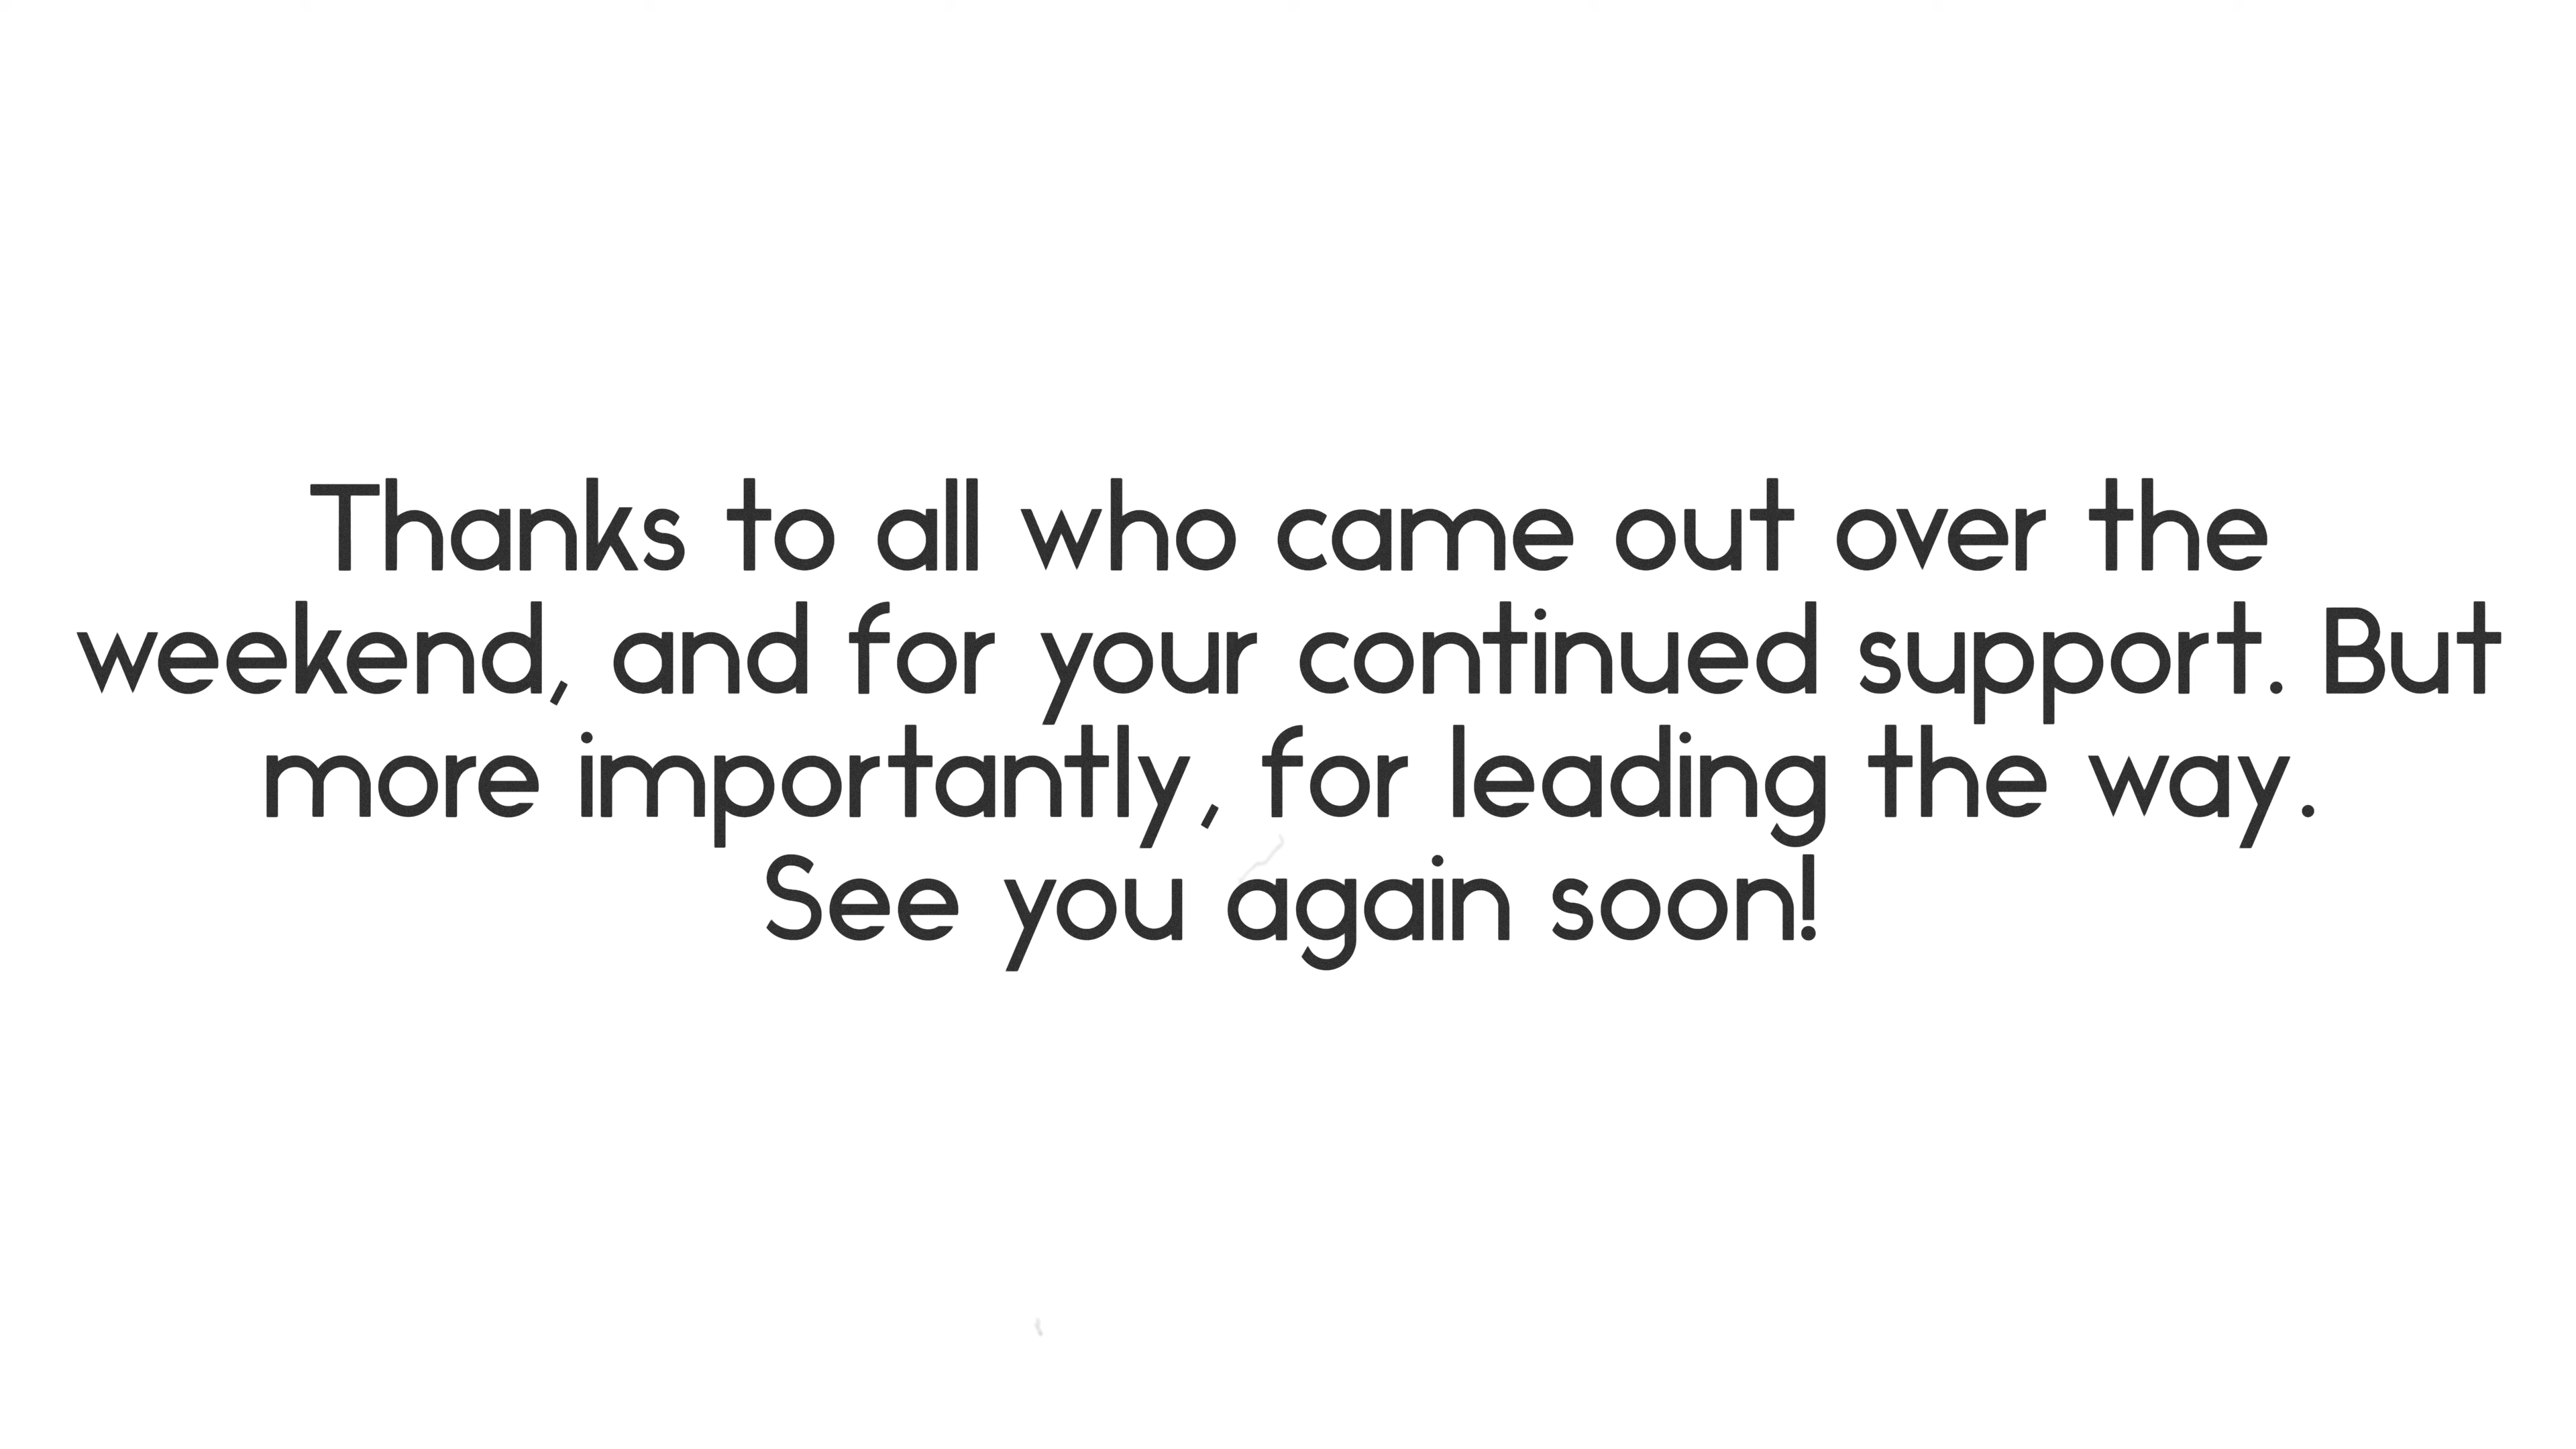 Thanks to all who came out over the
weekend, and for your continued support. But
more importantly, for leading the way.
See you again soon!